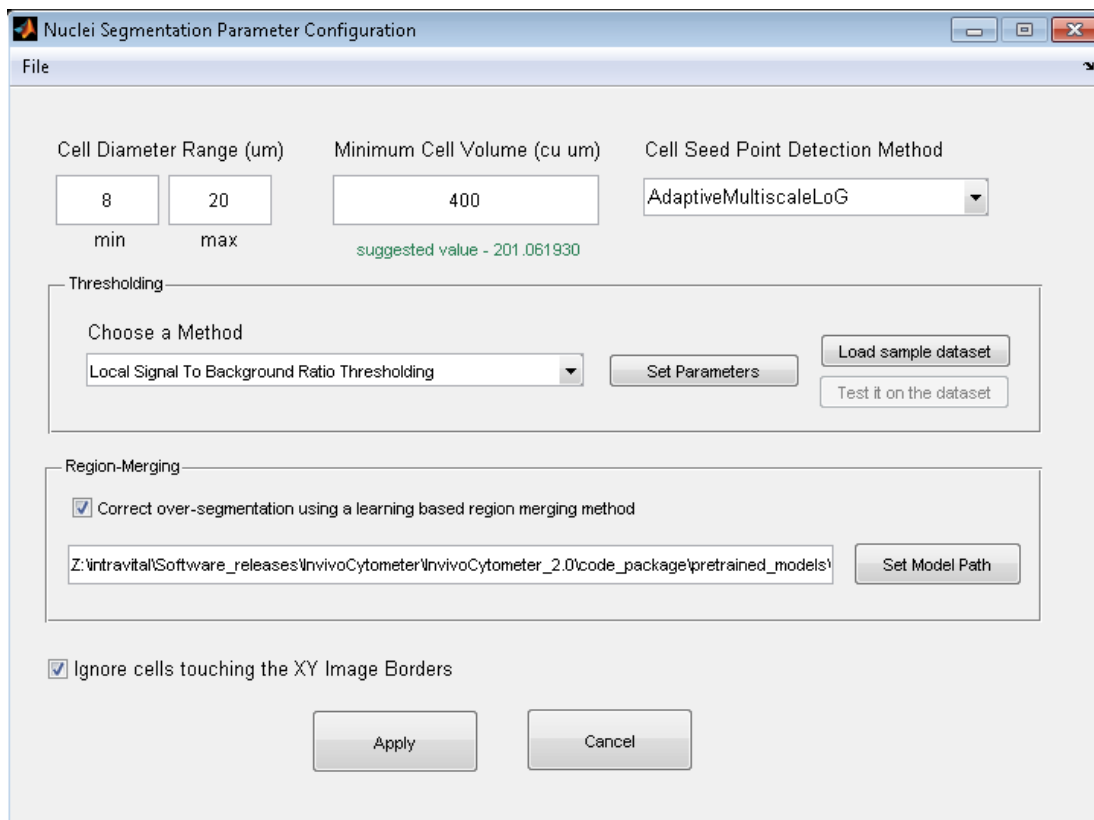 Nuclei Segmentation Parameter Configuration
File
Cell Diameter Range (um)
Minimum Cell Volume (cu um)
Cell Seed Point Detection Method
8
20
400
AdaptiveMultiscaleLoG
min
max
suggested value - 201.061930
Thresholding
Choose a Method
Local Signal To Background Ratio Thresholding
Set Parameters
Load sample dataset
Test it on the dataset
Region-Merging
Correct over-segmentation using a learning based region merging method
Z:\intravital\Software_releases\InvivoCytometer\InvivoCytometer_2.0\code_package\pretrained_models\
Set Model Path
Ignore cells touching the XY Image Borders
Apply
Cancel